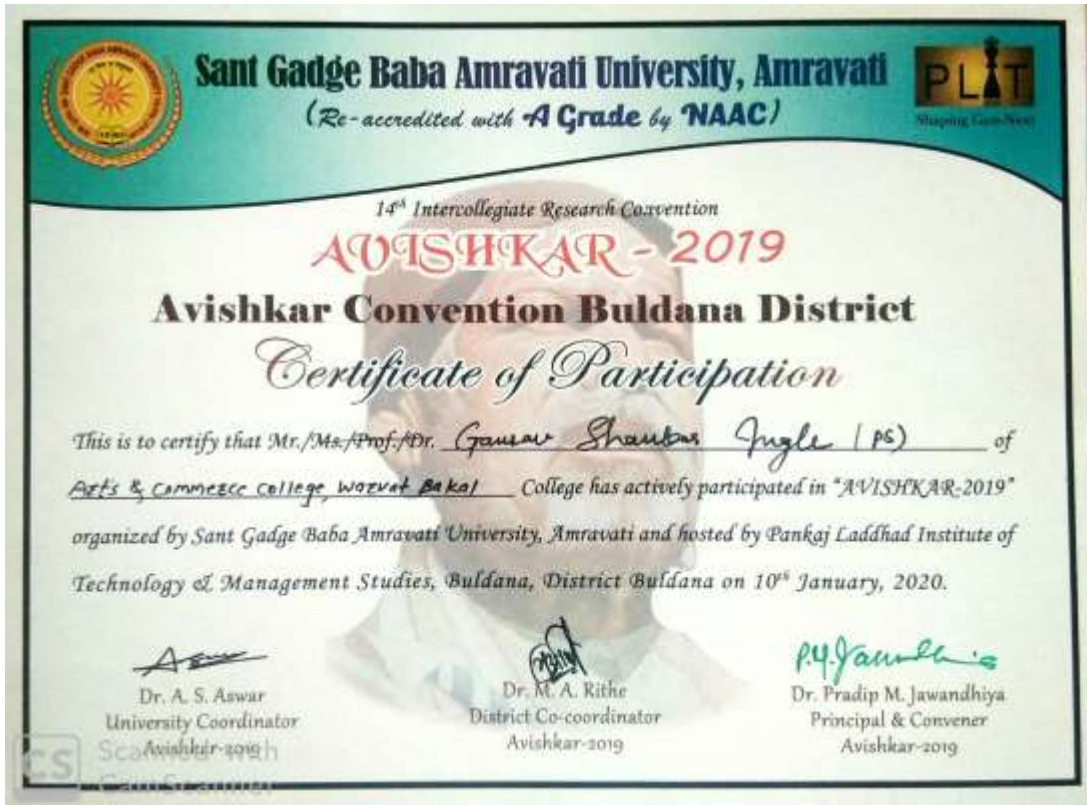 Sant Gadge Baba Amravati University, Amravati
PLIT
(Re-accredited with A Grade by NAAC)
Shaping Gen-Next
14th Intercollegiate Research Convention
AVISHKAR - 2019
Avishkar Convention Buldana District
Certificate of Participation
This is to certify that Mr./Ms./Prof./Dr. Gaurav Shankar Ingle (PS) of
Art's & Commerce College, Warvat Bakal College has actively participated in "AVISHKAR-2019"
organized by Sant Gadge Baba Amravati University, Amravati and hosted by Pankaj Laddhad Institute of
Technology & Management Studies, Buldana, District Buldana on 10th January, 2020.
Dr. A. S. Aswar
University Coordinator
Avishkar-2019
Dr. M. A. Rithe
District Co-coordinator
Avishkar-2019
P.M. Jawandhiya
Dr. Pradip M. Jawandhiya
Principal & Convener
Avishkar-2019
CS
Scanned with
CamScanner